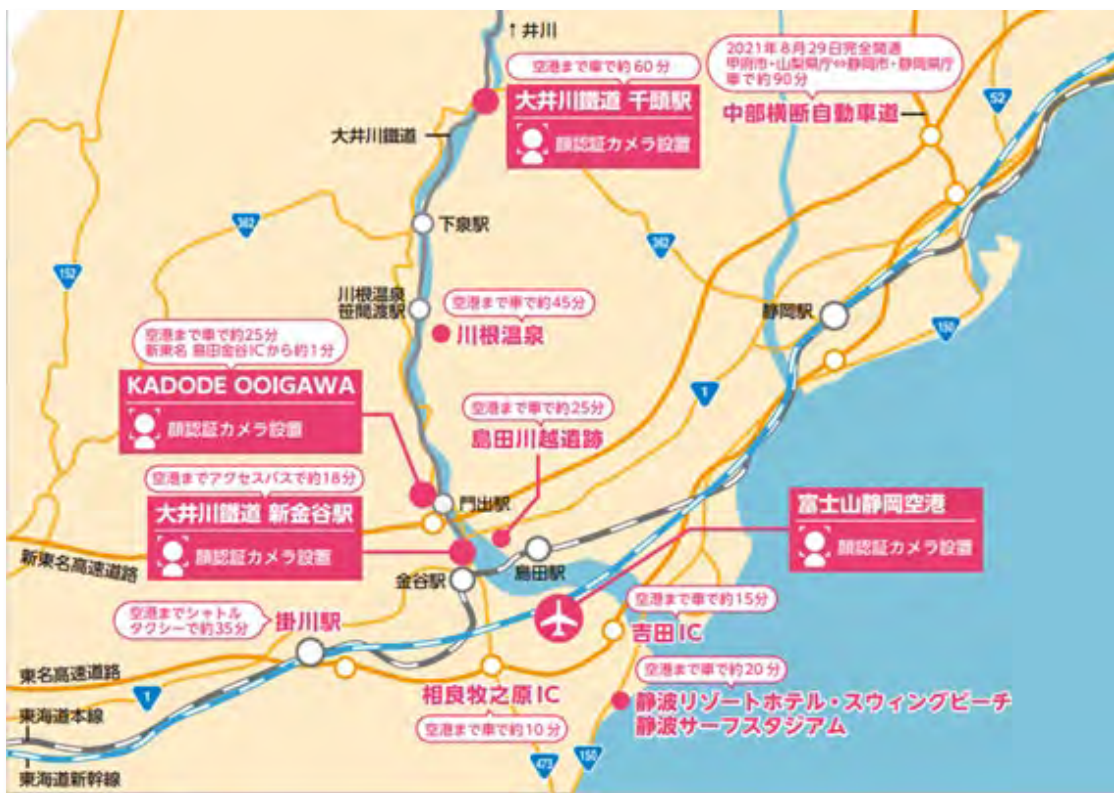 ↑井川
空港まで車で約60分
大井川鐵道 千頭駅
顔認証カメラ設置
大井川鐵道
2021年8月29日完全開通
甲府市・山梨県庁⇔静岡市・静岡県庁
車で約90分
中部横断自動車道
52
下泉駅
362
152
362
川根温泉
笹間渡駅
空港まで車で約45分
川根温泉
静岡駅
150
空港まで車で約25分
新東名 島田金谷ICから約1分
KADODE OOIGAWA
顔認証カメラ設置
1
空港まで車で約25分
島田川越遺跡
空港までアクセスバスで約18分
大井川鐵道 新金谷駅
顔認証カメラ設置
門出駅
富士山静岡空港
顔認証カメラ設置
新東名高速道路
金谷駅
島田駅
空港までシャトル
タクシーで約35分
掛川駅
空港まで車で約15分
吉田IC
東名高速道路
1
相良牧之原IC
空港まで車で約10分
空港まで車で約20分
静波リゾートホテル・スウィングビーチ
静波サーフスタジアム
東海道本線
東海道新幹線
473
150